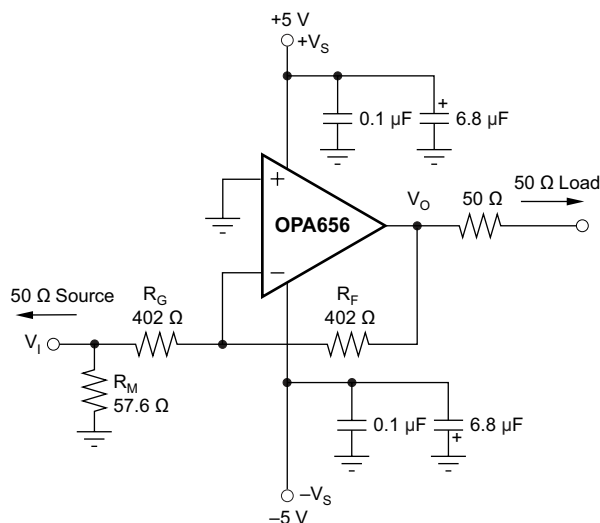 +5 V
+V_S
0.1 µF
+
6.8 µF
+
OPA656
−
V_O
50 Ω
50 Ω Load
50 Ω Source
V_I
R_G
402 Ω
R_F
402 Ω
R_M
57.6 Ω
0.1 µF
6.8 µF
+
−V_S
−5 V